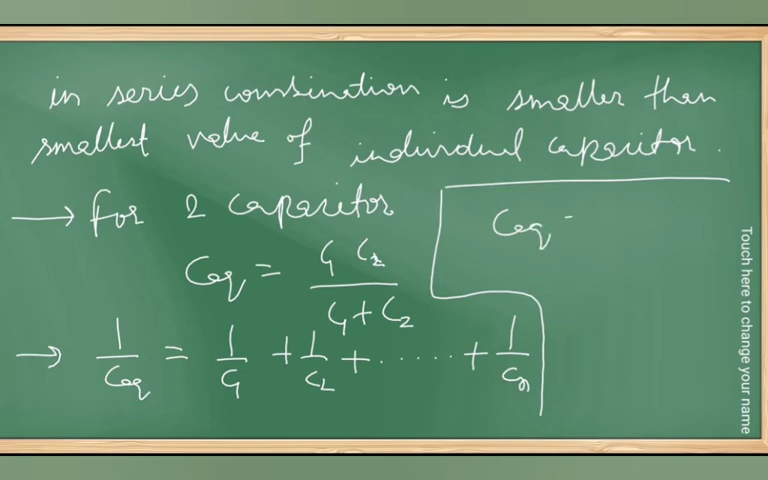 in series combination is smaller than
smallest value of individual capacitor.
→ for 2 capacitor
Ceq = C1 C2 / C1 + C2
Ceq -
→ 1/Ceq = 1/C1 + 1/C2 + ...... + 1/Cn
Touch here to change your name